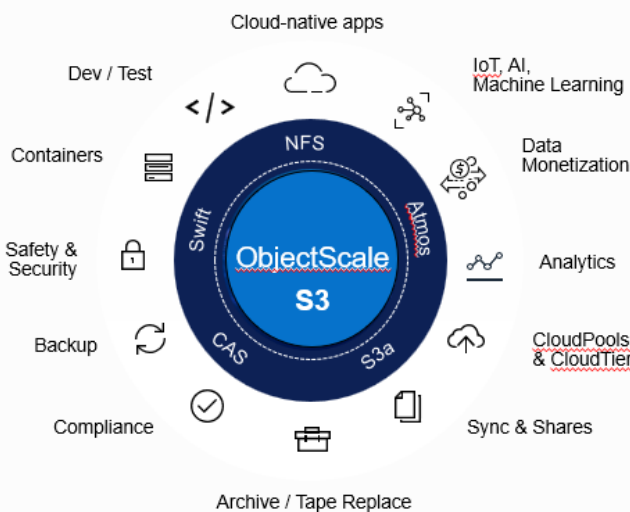 Cloud-native apps
Dev / Test
IoT, AI,
Machine Learning
</>
Containers
NFS
Data
Monetization
$
Swift
Atmos
Safety &
Security
1
ObjectScale
S3
Analytics
Backup
CAS
S3a
CloudPools
& CloudTier
Compliance
Sync & Shares
Archive / Tape Replace